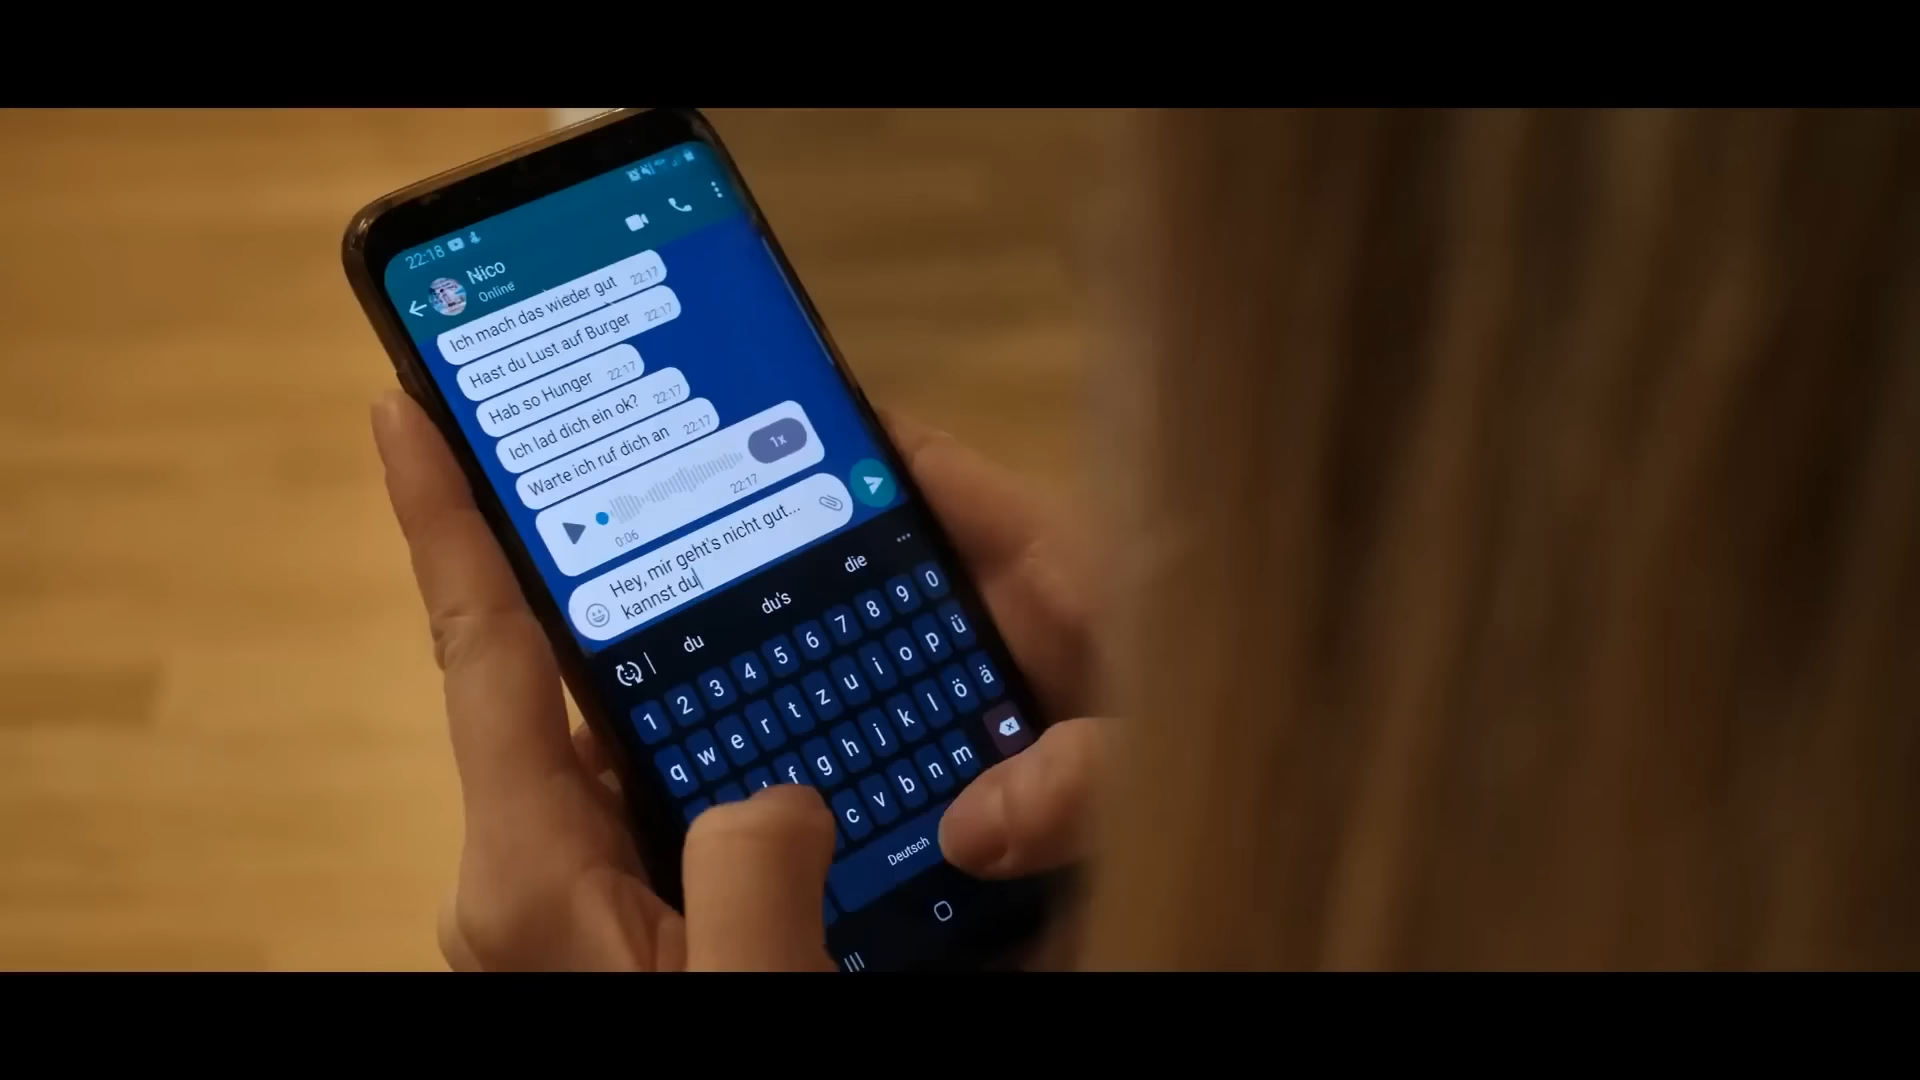 22:18
Nico
Online
Ich mach das wieder gut 22:17
Hast du Lust auf Burger 22:17
Hab so Hunger 22:17
Ich lad dich ein ok? 22:17
Warte ich ruf dich an 22:17
1x
0:06 22:17
Hey, mir geht's nicht gut...
kannst du
du du's die
1 2 3 4 5 6 7 8 9 0
q w e r t z u i o p ü
f g h j k l ö ä
c v b n m
Deutsch